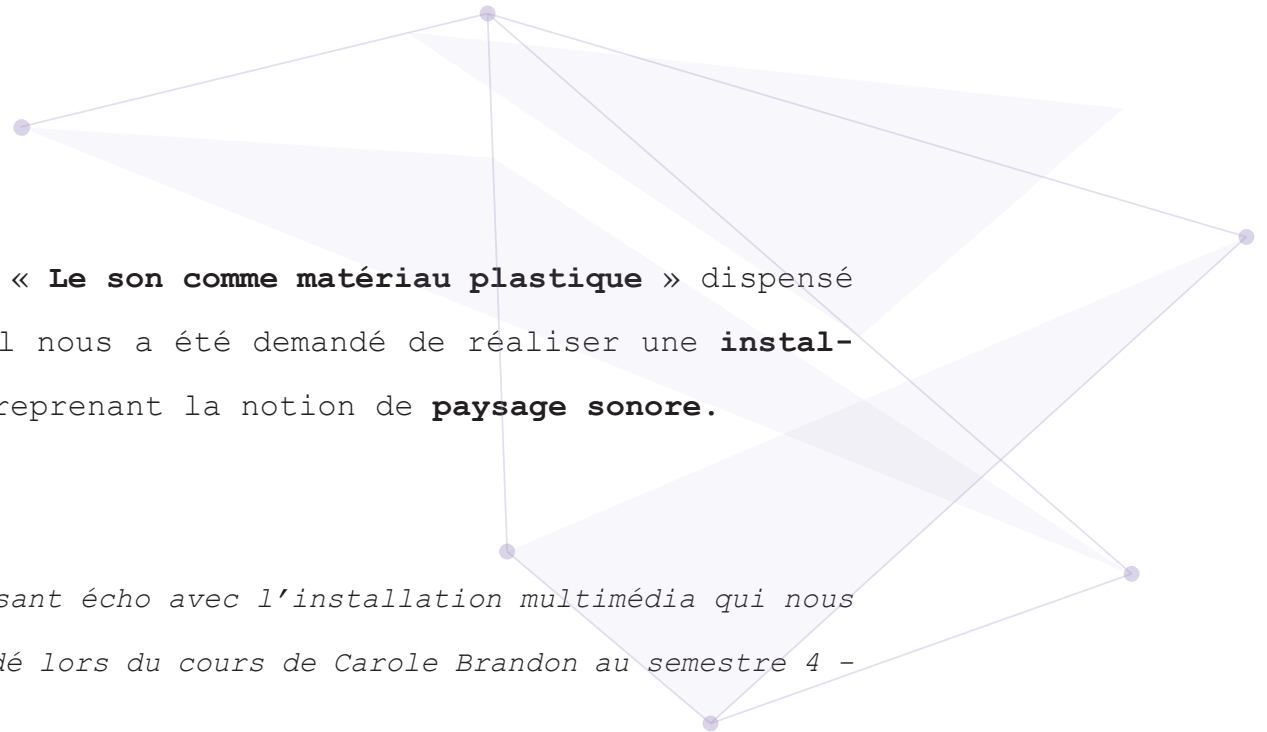 « Le son comme matériau plastique » dispensé
l nous a été demandé de réaliser une instal-
reprenant la notion de paysage sonore.
sant écho avec l’installation multimédia qui nous
dé lors du cours de Carole Brandon au semestre 4 –